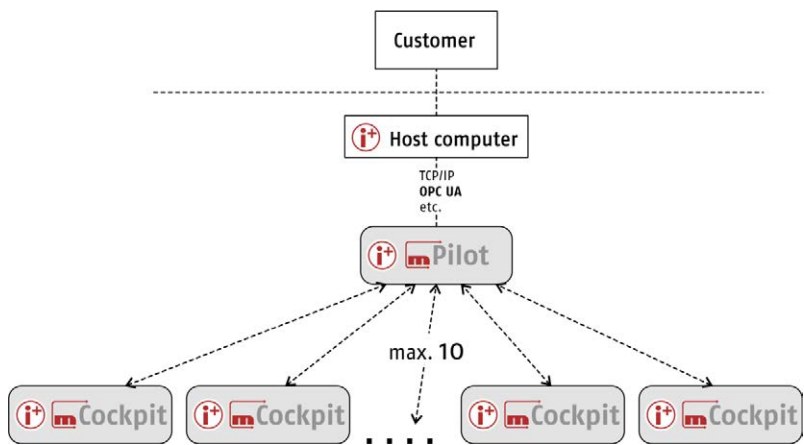 Customer
i+ Host computer
TCP/IP
OPC UA
etc.
i+ mPilot
max. 10
i+ mCockpit
i+ mCockpit
. . . .
i+ mCockpit
i+ mCockpit